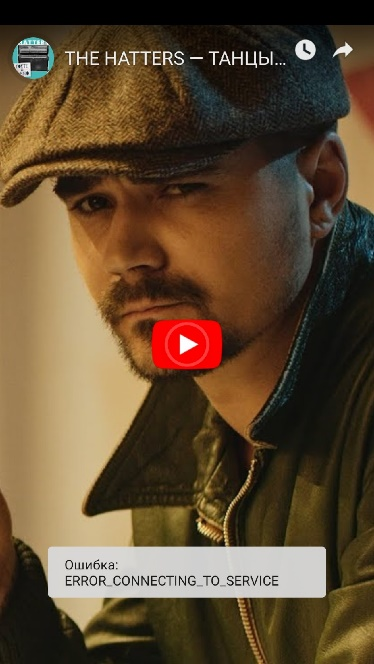 THE HATTERS — ТАНЦЫ...
Ошибка:
ERROR_CONNECTING_TO_SERVICE